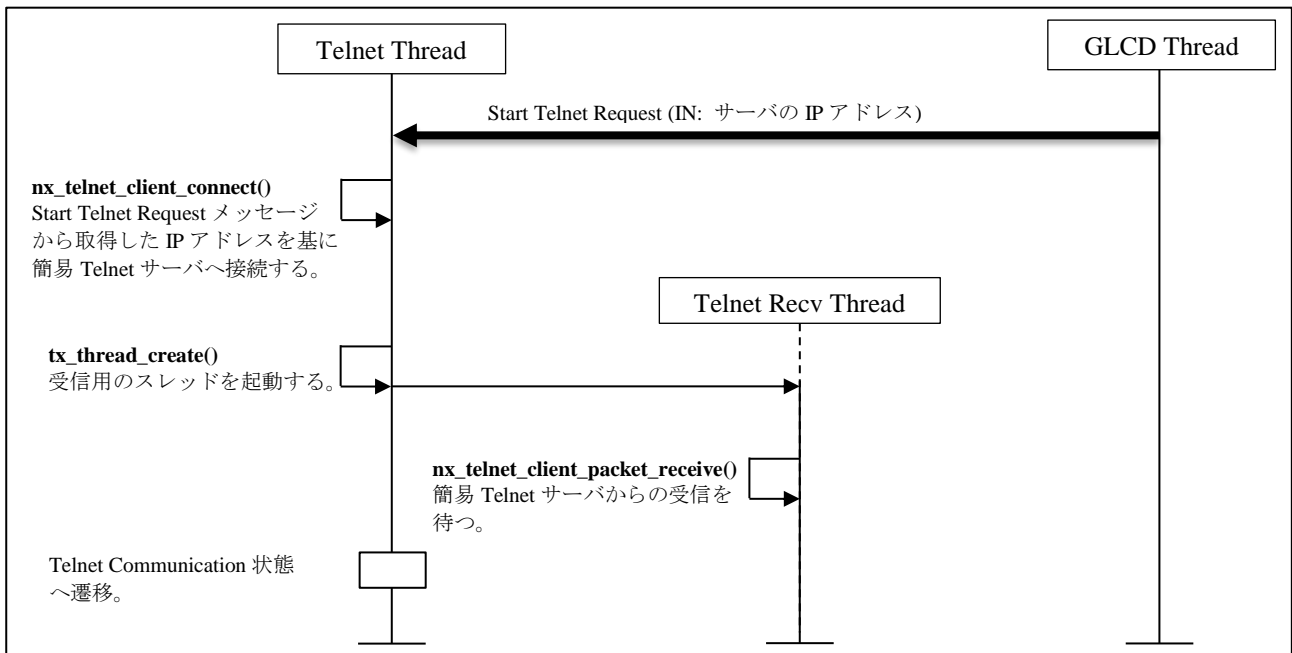 Telnet Thread
GLCD Thread
Start Telnet Request (IN: サーバの IP アドレス)
nx_telnet_client_connect()
Start Telnet Request メッセージ
から取得した IP アドレスを基に
簡易 Telnet サーバへ接続する。
Telnet Recv Thread
tx_thread_create()
受信用のスレッドを起動する。
nx_telnet_client_packet_receive()
簡易 Telnet サーバからの受信を
待つ。
Telnet Communication 状態
へ遷移。